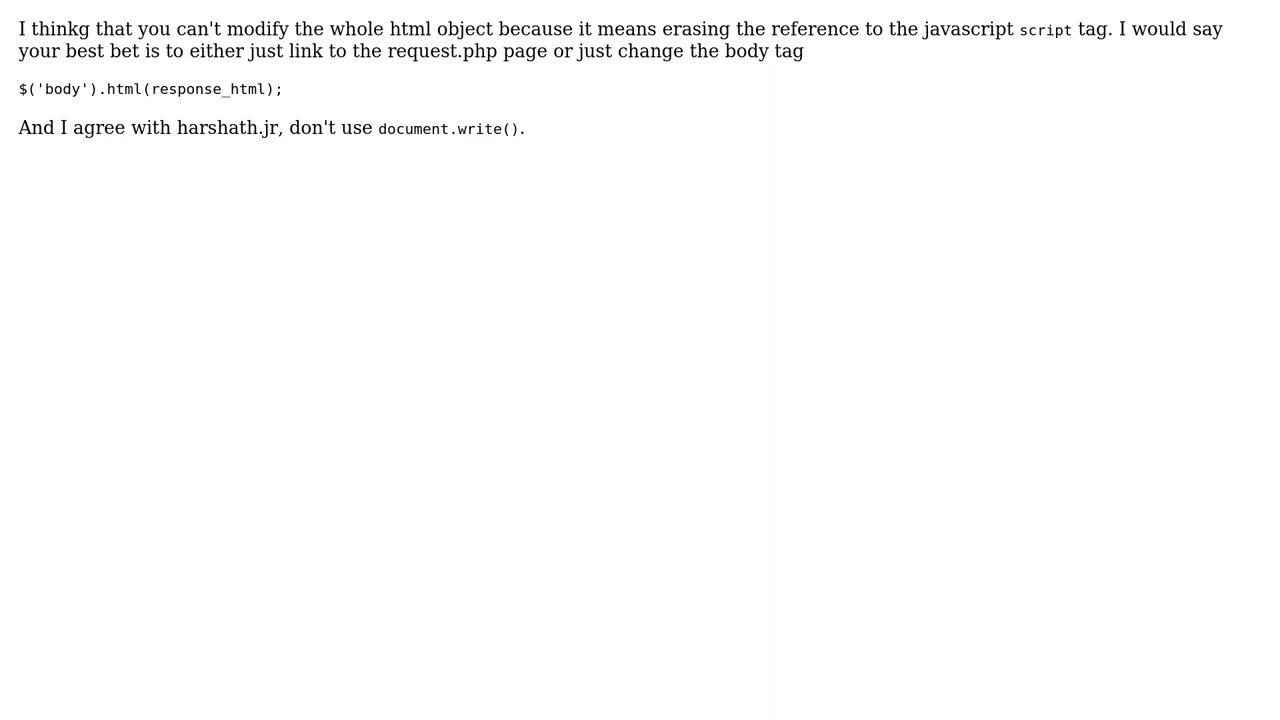 I thinkg that you can't modify the whole html object because it means erasing the reference to the javascript script tag. I would say
your best bet is to either just link to the request.php page or just change the body tag
$('body').html(response_html);
And I agree with harshath.jr, don't use document.write().